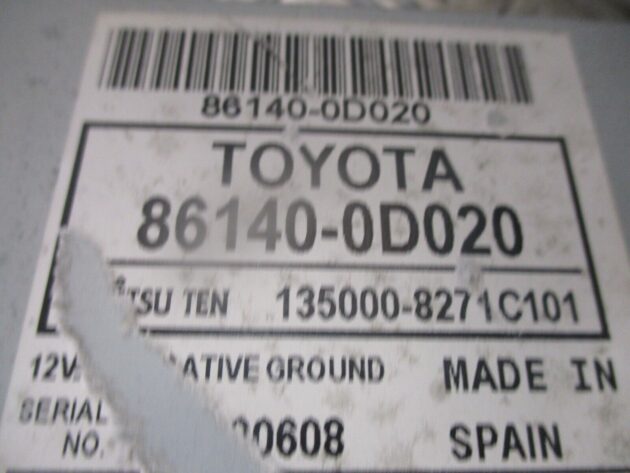 86140-0D020
TOYOTA
86140-0D020
TSU TEN 135000-8271C101
12V. ATIVE GROUND MADE IN
SERIAL NO. 0608 SPAIN